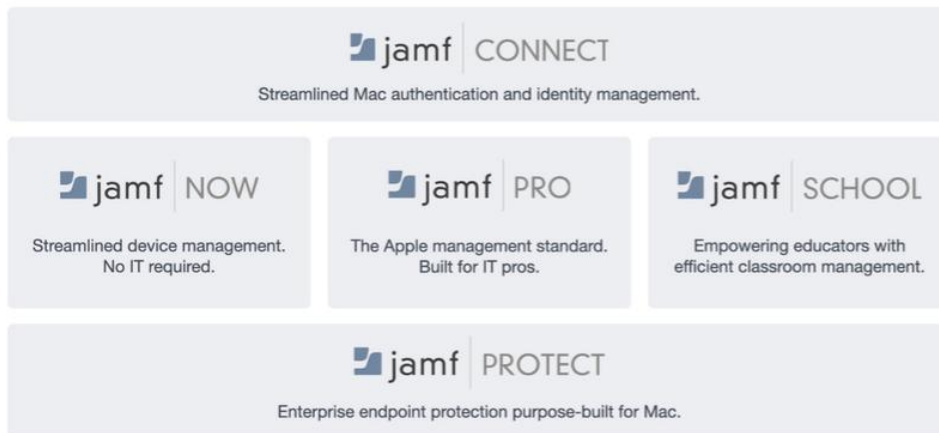 jamf CONNECT
Streamlined Mac authentication and identity management.
jamf NOW
Streamlined device management.
No IT required.
jamf PRO
The Apple management standard.
Built for IT pros.
jamf SCHOOL
Empowering educators with
efficient classroom management.
jamf PROTECT
Enterprise endpoint protection purpose-built for Mac.